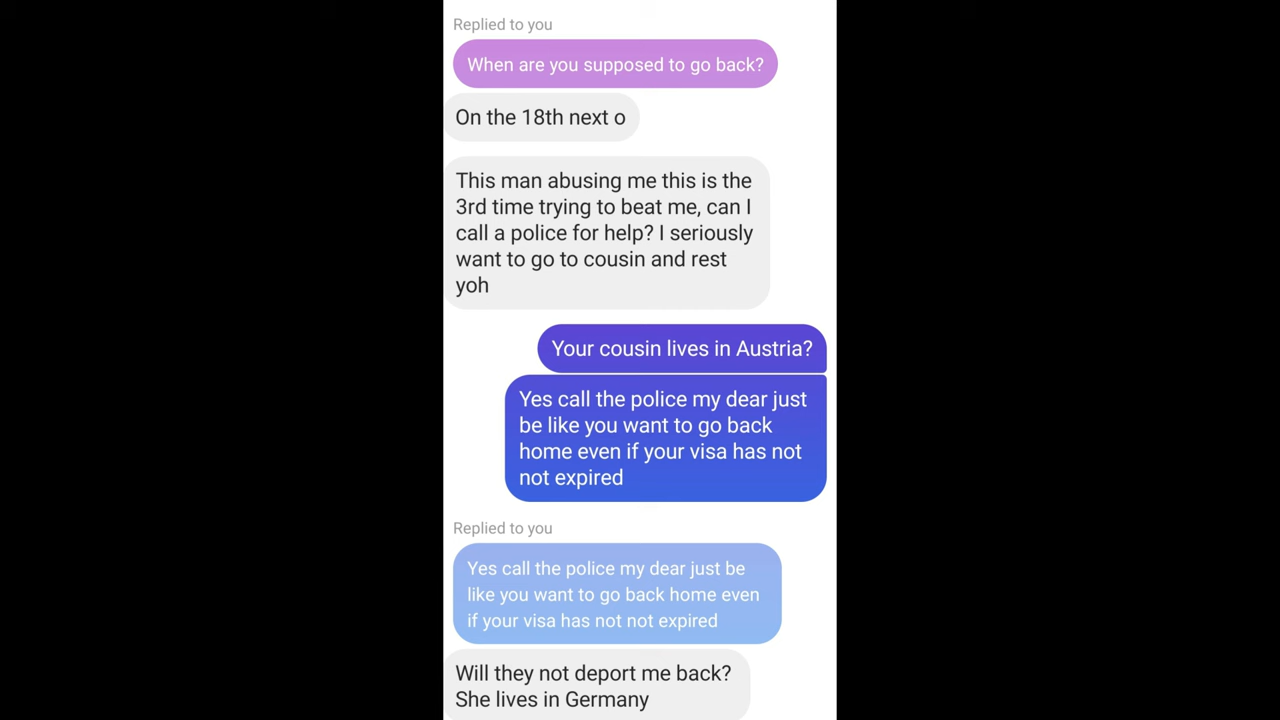 Replied to you
When are you supposed to go back?
On the 18th next o
This man abusing me this is the
3rd time trying to beat me, can I
call a police for help? I seriously
want to go to cousin and rest
yoh
Your cousin lives in Austria?
Yes call the police my dear just
be like you want to go back
home even if your visa has not
not expired
Replied to you
Yes call the police my dear just be
like you want to go back home even
if your visa has not not expired
Will they not deport me back?
She lives in Germany